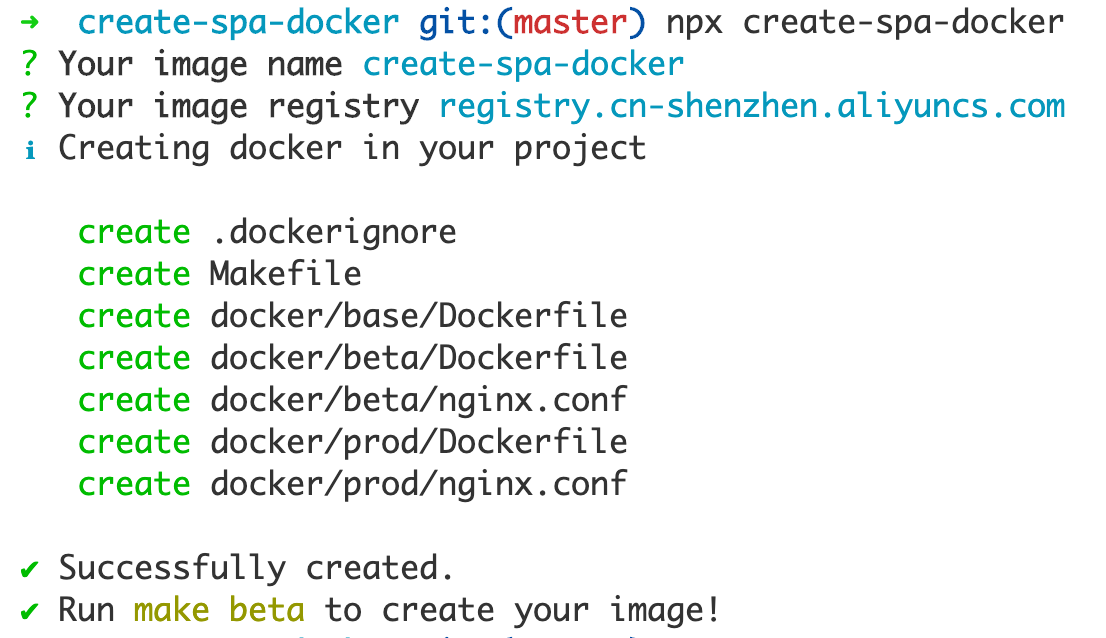 ➜ create-spa-docker git:(master) npx create-spa-docker
? Your image name create-spa-docker
? Your image registry registry.cn-shenzhen.aliyuncs.com
ℹ Creating docker in your project
create .dockerignore
create Makefile
create docker/base/Dockerfile
create docker/beta/Dockerfile
create docker/beta/nginx.conf
create docker/prod/Dockerfile
create docker/prod/nginx.conf
✔ Successfully created.
✔ Run make beta to create your image!